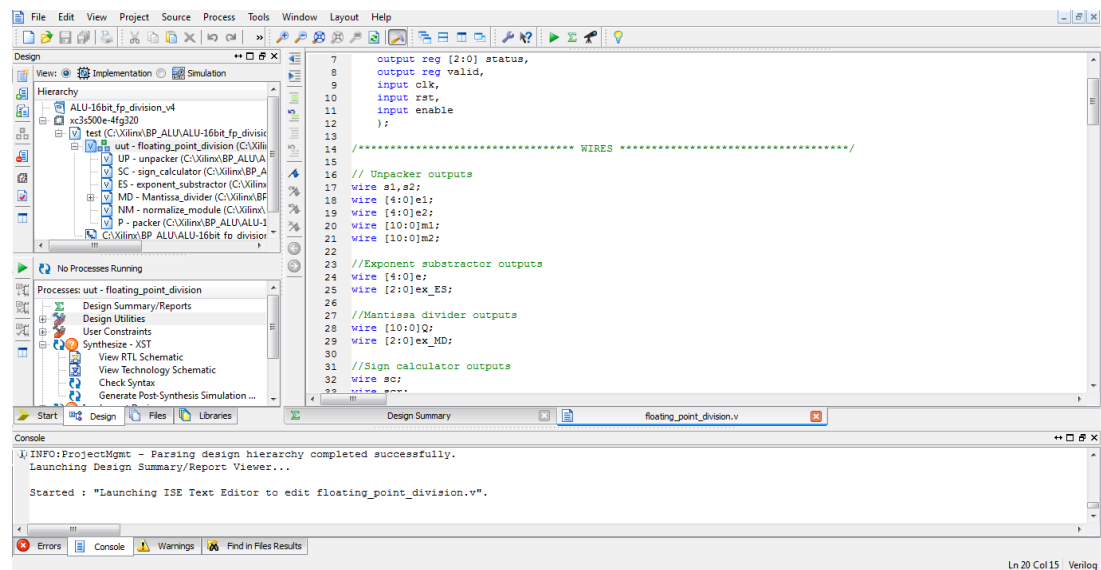 File Edit View Project Source Process Tools Window Layout Help
Design
View: Implementation Simulation
Hierarchy
ALU-16bit_fp_division_v4
xc3s500e-4fg320
test (C:\Xilinx\BP_ALU\ALU-16bit_fp_divisic
uut - floating_point_division (C:\Xilin
UP - unpacker (C:\Xilinx\BP_ALU\A
SC - sign_calculator (C:\Xilinx\BP_A
ES - exponent_substractor (C:\Xilinx
MD - Mantissa_divider (C:\Xilinx\BF
NM - normalize_module (C:\Xilinx\
P - packer (C:\Xilinx\BP_ALU\ALU-1
C:\Xilinx\BP_ALU\ALU-16bit_fp_division
No Processes Running
Processes: uut - floating_point_division
Design Summary/Reports
Design Utilities
User Constraints
Synthesize - XST
View RTL Schematic
View Technology Schematic
Check Syntax
Generate Post-Synthesis Simulation ...
Start Design Files Libraries
7 output reg [2:0] status,
8 output reg valid,
9 input clk,
10 input rst,
11 input enable
12 );
13
14 /********************************* WIRES ***********************************/
15
16 // Unpacker outputs
17 wire s1,s2;
18 wire [4:0]e1;
19 wire [4:0]e2;
20 wire [10:0]m1;
21 wire [10:0]m2;
22
23 //Exponent substractor outputs
24 wire [4:0]e;
25 wire [2:0]ex_ES;
26
27 //Mantissa divider outputs
28 wire [10:0]Q;
29 wire [2:0]ex_MD;
30
31 //Sign calculator outputs
32 wire sc;
Design Summary floating_point_division.v
Console
INFO:ProjectMgmt - Parsing design hierarchy completed successfully.
Launching Design Summary/Report Viewer...
Started : "Launching ISE Text Editor to edit floating_point_division.v".
Errors Console Warnings Find in Files Results
Ln 20 Col 15 Verilog